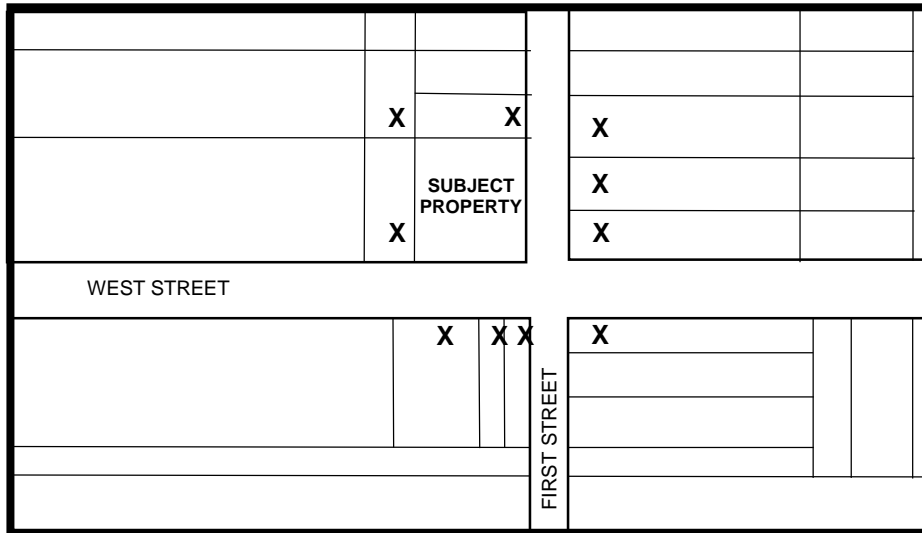 X X X
X
SUBJECT
PROPERTY
X X
WEST STREET
X X X X
FIRST STREET